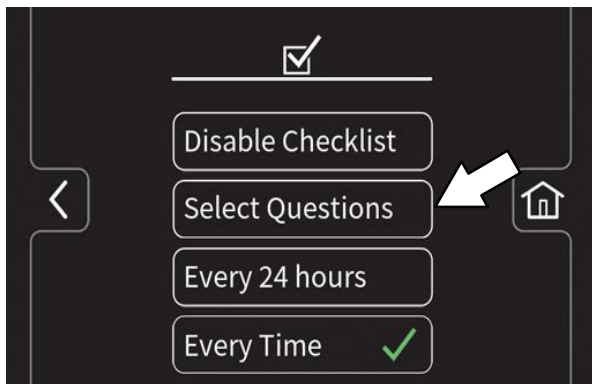 Disable Checklist
Select Questions
Every 24 hours
Every Time